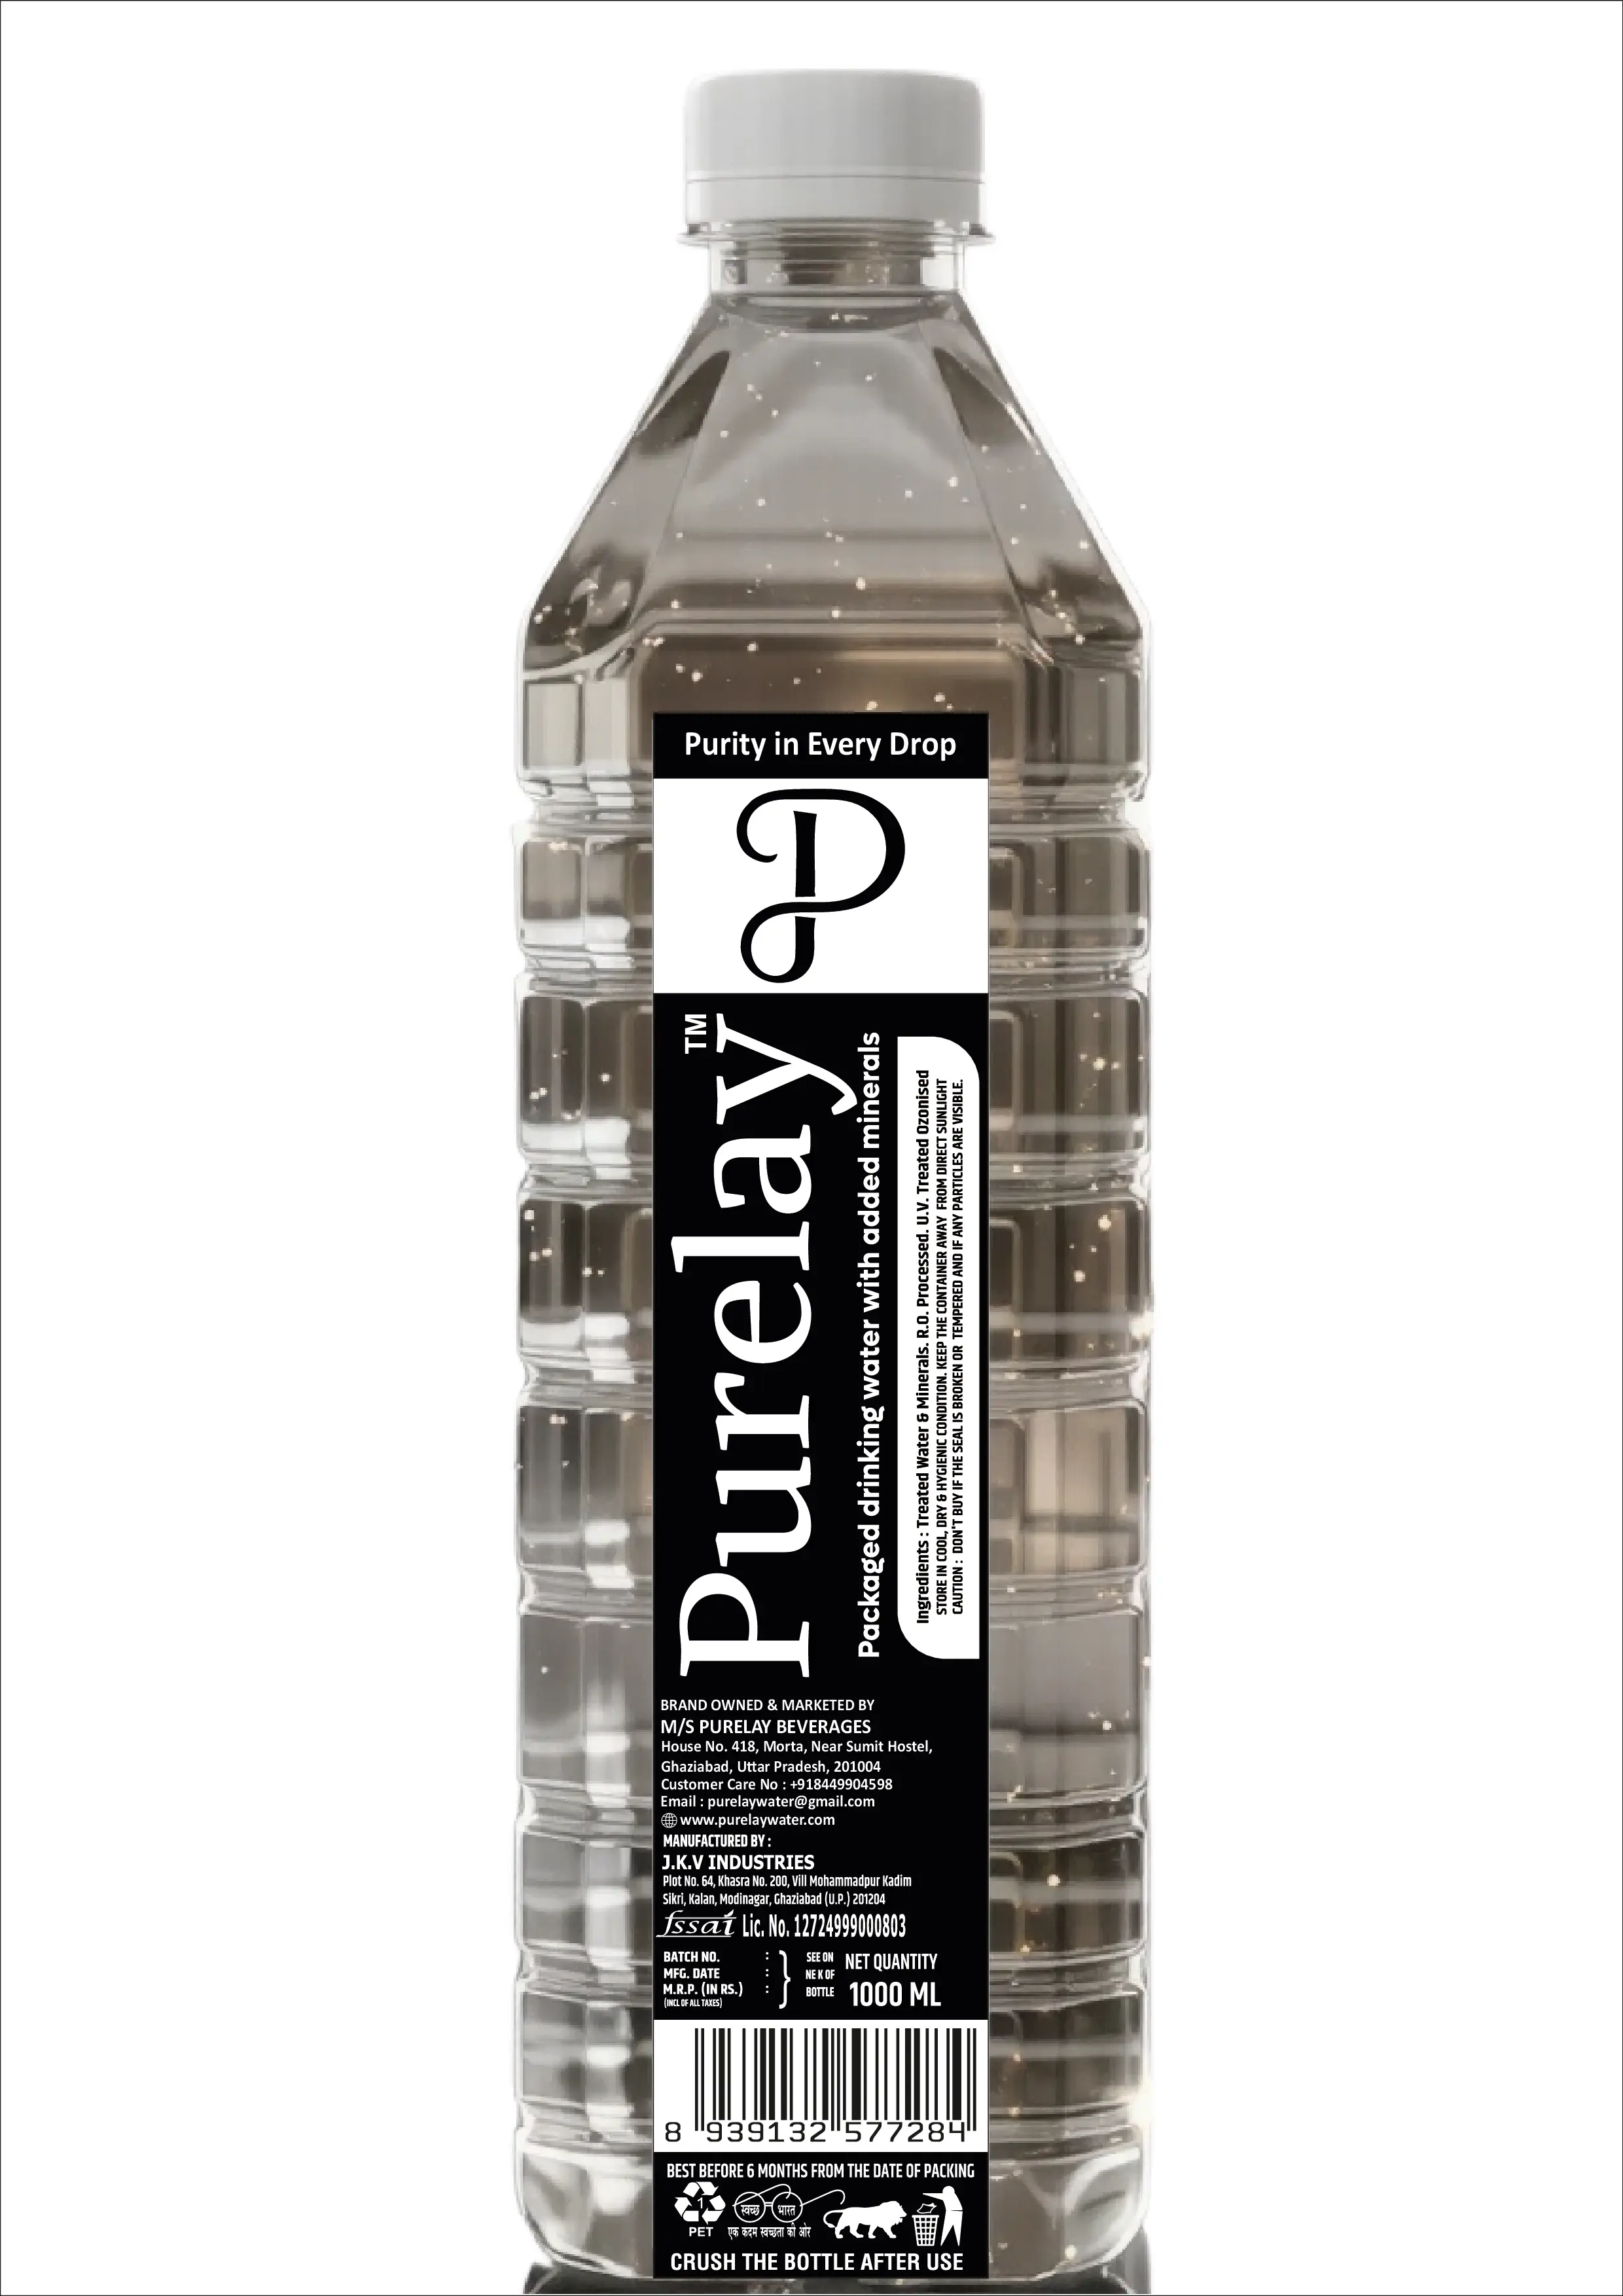 Purity in Every Drop
P
Purelay™
Packaged drinking water with added minerals
Ingredients : Treated Water & Minerals. R.O. Processed. U.V. Treated Ozonised
STORE IN COOL, DRY & HYGIENIC CONDITION. KEEP THE CONTAINER AWAY FROM DIRECT SUNLIGHT
CAUTION : DON'T BUY IF THE SEAL IS BROKEN OR TEMPERED AND IF ANY PARTICLES ARE VISIBLE.
BRAND OWNED & MARKETED BY
M/S PURELAY BEVERAGES
House No. 418, Morta, Near Sumit Hostel,
Ghaziabad, Uttar Pradesh, 201004
Customer Care No : +918449904598
Email : purelaywater@gmail.com
www.purelaywater.com
MANUFACTURED BY :
J.K.V INDUSTRIES
Plot No. 64, Khasra No. 200, Vill Mohammadpur Kadim
Sikri, Kalan, Modinagar, Ghaziabad (U.P.) 201204
fssai Lic. No. 12724999000803
BATCH NO. :
MFG. DATE :
M.R.P. (IN RS.) :
(INCL OF ALL TAXES)
SEE ON
NE K OF
BOTTLE
NET QUANTITY
1000 ML
8 939132 577284
BEST BEFORE 6 MONTHS FROM THE DATE OF PACKING
1
PET
स्वच्छ भारत
एक कदम स्वच्छता की ओर
CRUSH THE BOTTLE AFTER USE